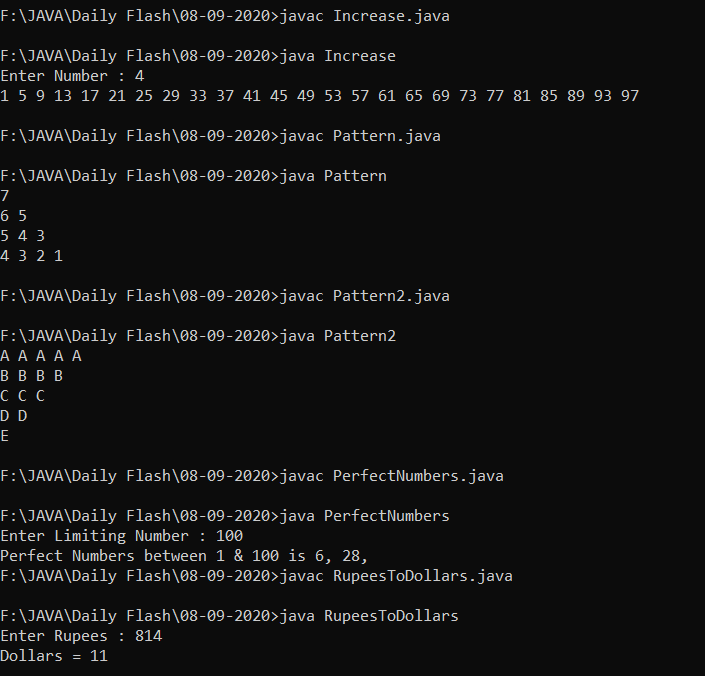 F:\JAVA\Daily Flash\08-09-2020>javac Increase.java
F:\JAVA\Daily Flash\08-09-2020>java Increase
Enter Number : 4
1 5 9 13 17 21 25 29 33 37 41 45 49 53 57 61 65 69 73 77 81 85 89 93 97
F:\JAVA\Daily Flash\08-09-2020>javac Pattern.java
F:\JAVA\Daily Flash\08-09-2020>java Pattern
7
6 5
5 4 3
4 3 2 1
F:\JAVA\Daily Flash\08-09-2020>javac Pattern2.java
F:\JAVA\Daily Flash\08-09-2020>java Pattern2
A A A A A
B B B B
C C C
D D
E
F:\JAVA\Daily Flash\08-09-2020>javac PerfectNumbers.java
F:\JAVA\Daily Flash\08-09-2020>java PerfectNumbers
Enter Limiting Number : 100
Perfect Numbers between 1 & 100 is 6, 28,
F:\JAVA\Daily Flash\08-09-2020>javac RupeesToDollars.java
F:\JAVA\Daily Flash\08-09-2020>java RupeesToDollars
Enter Rupees : 814
Dollars = 11